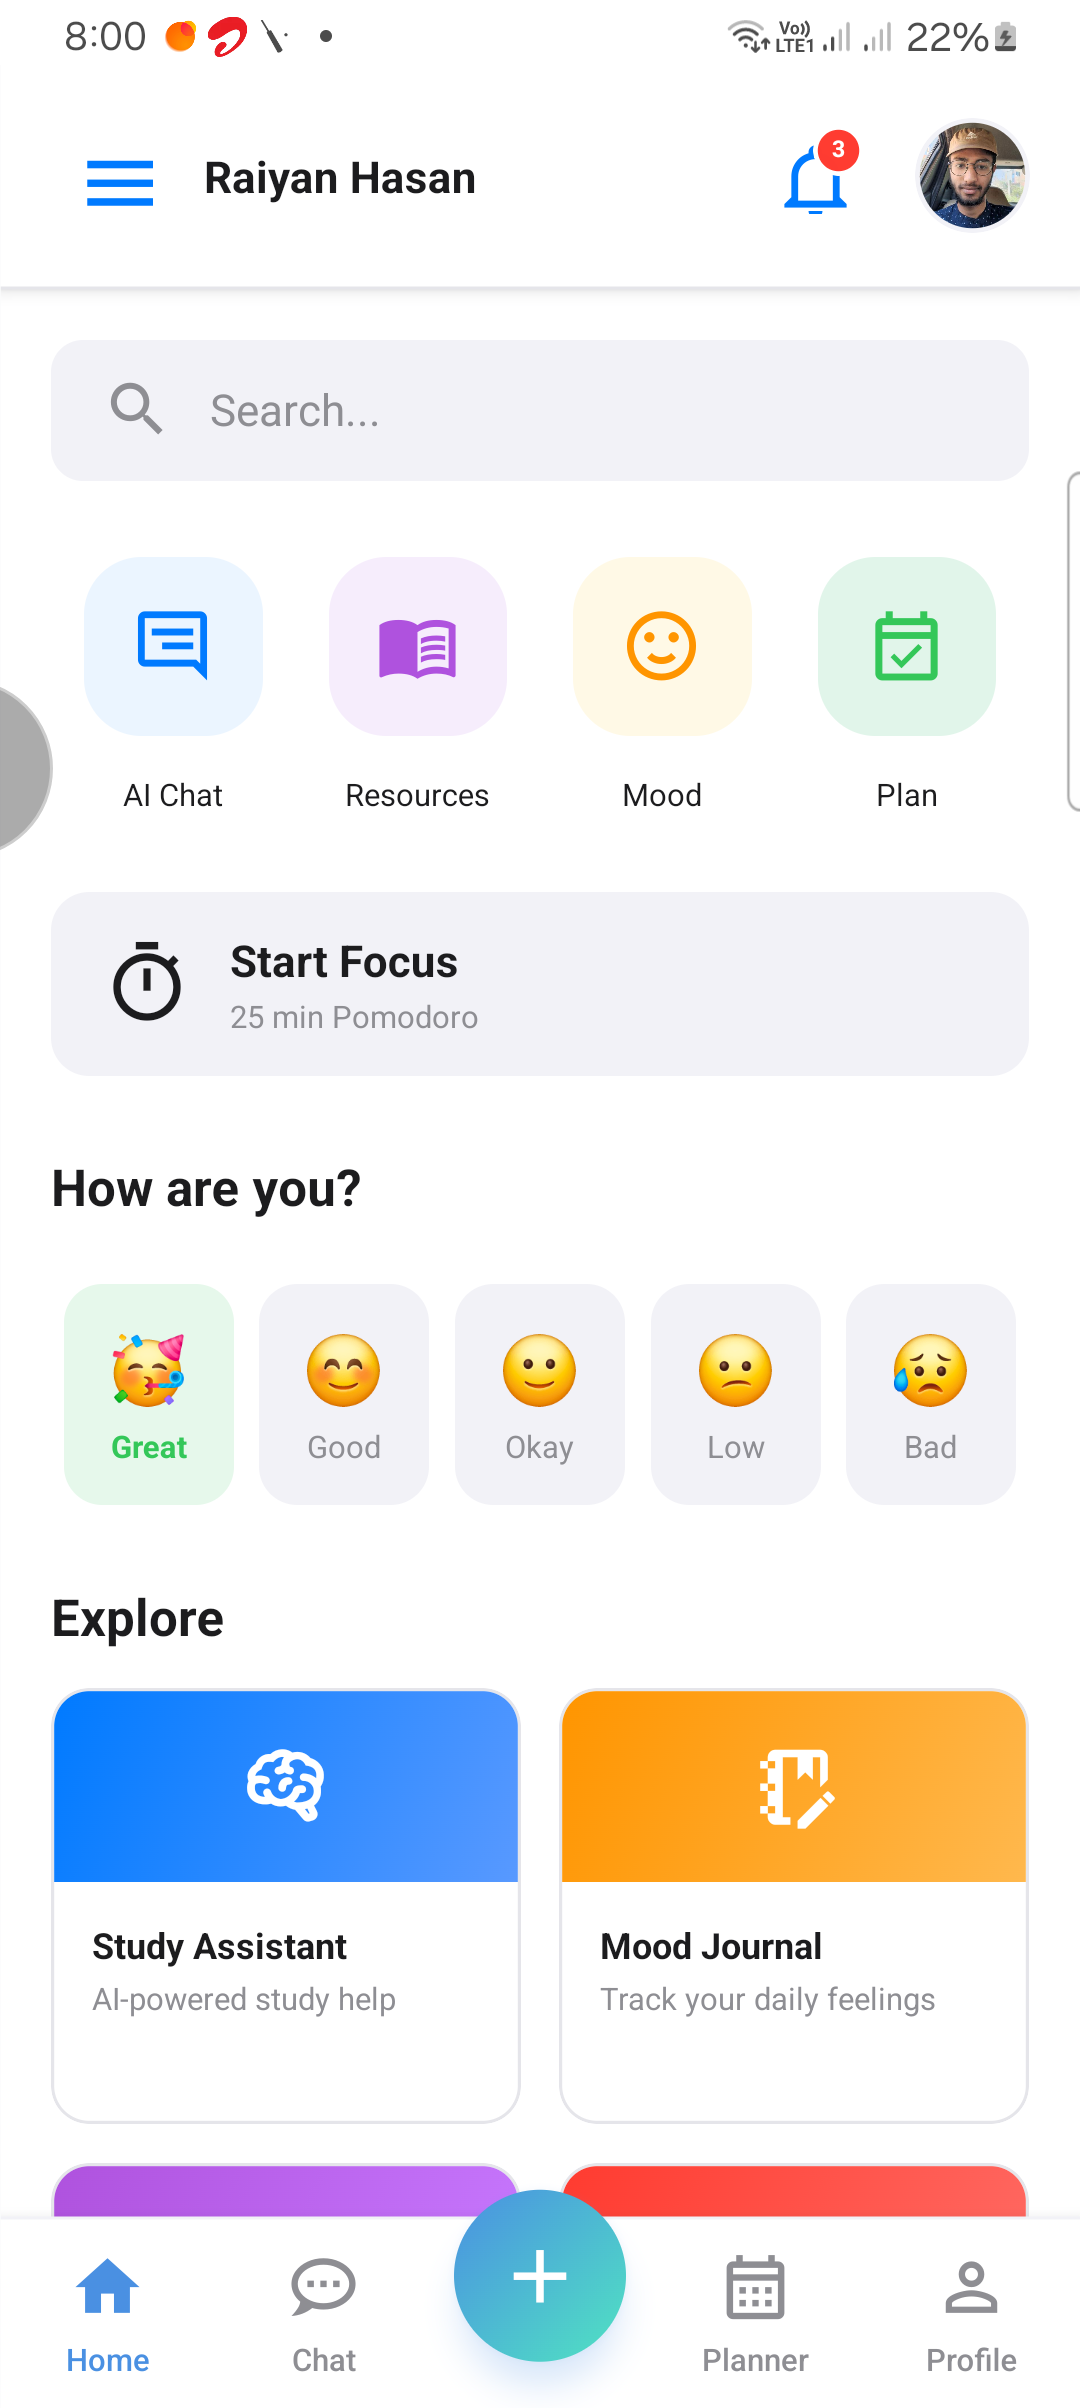 8:00
Vo))
LTE1
22%
Raiyan Hasan
3
Search...
AI Chat
Resources
Mood
Plan
Start Focus
25 min Pomodoro
How are you?
Great
Good
Okay
Low
Bad
Explore
Study Assistant
AI-powered study help
Mood Journal
Track your daily feelings
Home
Chat
Planner
Profile